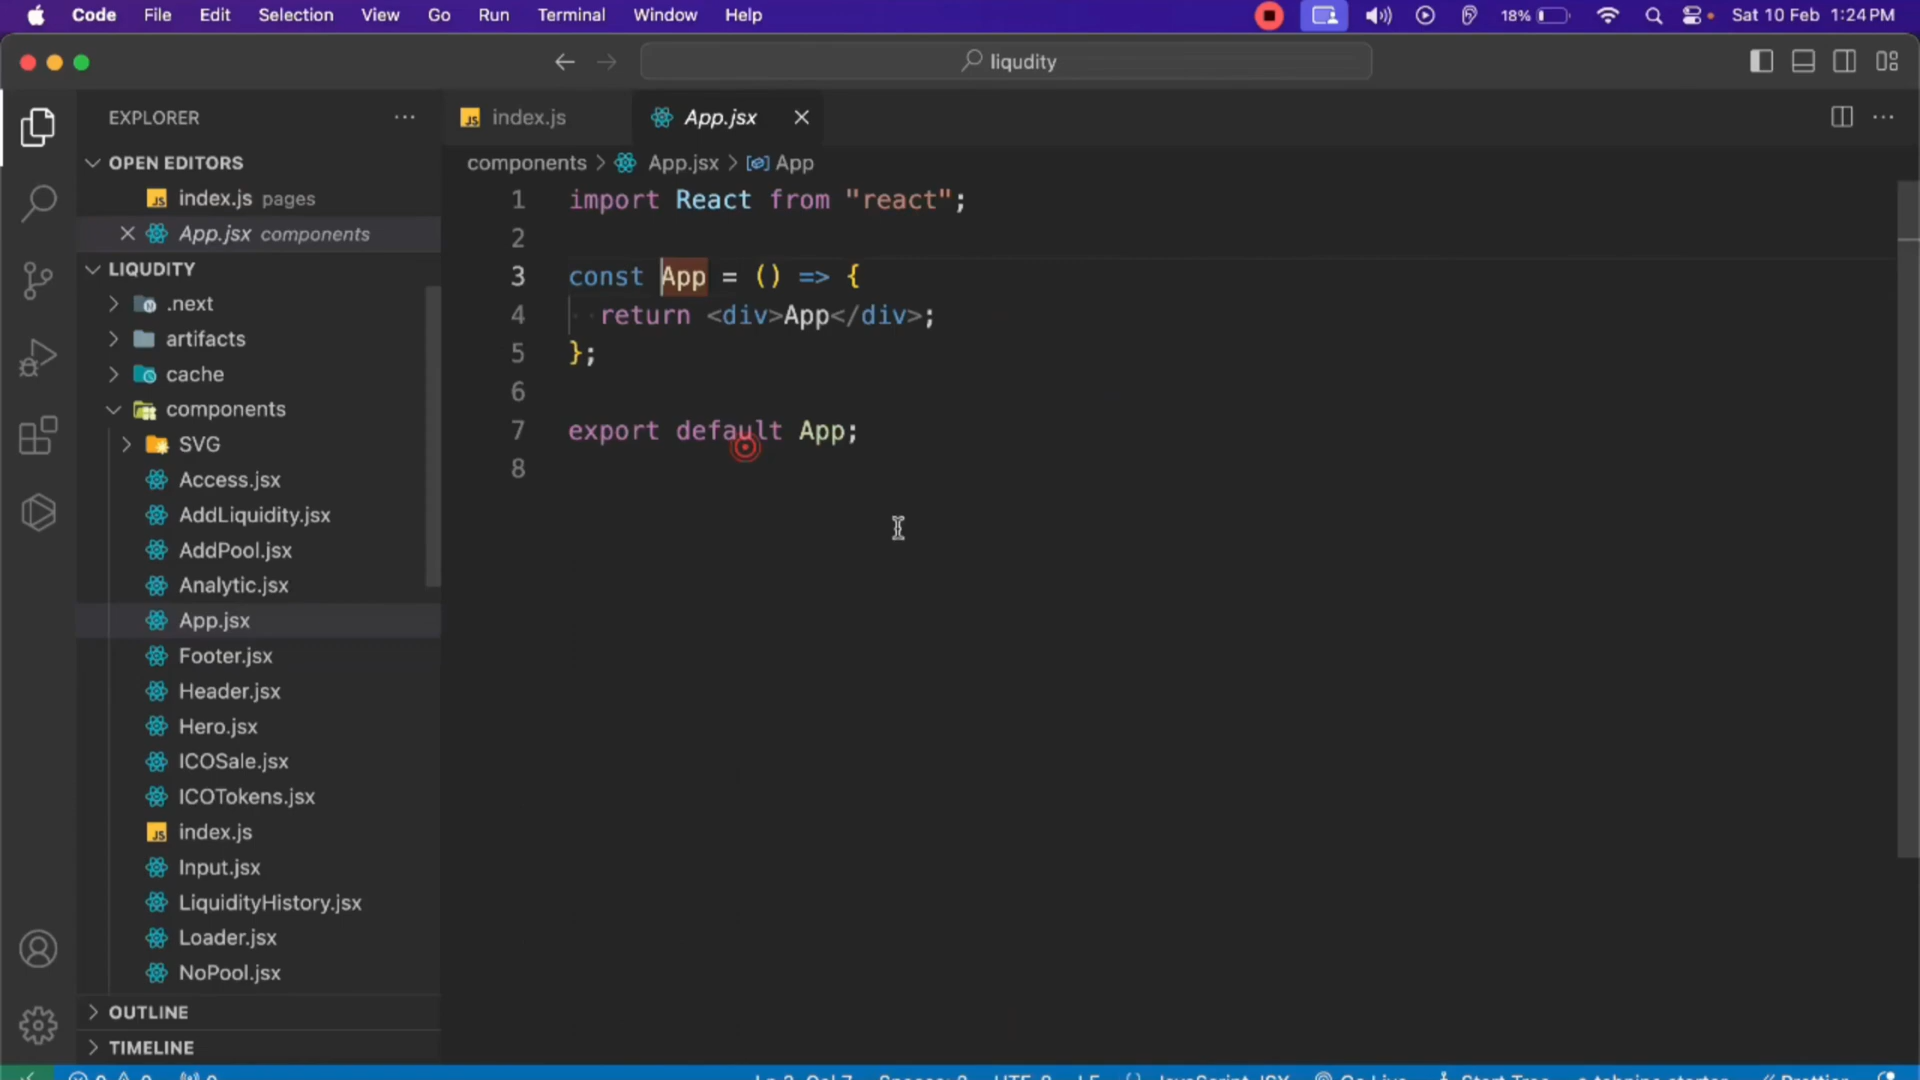 Code File Edit Selection View Go Run Terminal Window Help 18% Sat 10 Feb 1:24 PM
liqudity
EXPLORER
OPEN EDITORS
index.js pages
App.jsx components
LIQUDITY
.next
artifacts
cache
components
SVG
Access.jsx
AddLiquidity.jsx
AddPool.jsx
Analytic.jsx
App.jsx
Footer.jsx
Header.jsx
Hero.jsx
ICOSale.jsx
ICOTokens.jsx
JS index.js
Input.jsx
LiquidityHistory.jsx
Loader.jsx
NoPool.jsx
OUTLINE
TIMELINE
JS index.js App.jsx
components > App.jsx > App
1 import React from "react";
2
3 const App = () => {
4 return <div>App</div>;
5 };
6
7 export default App;
8